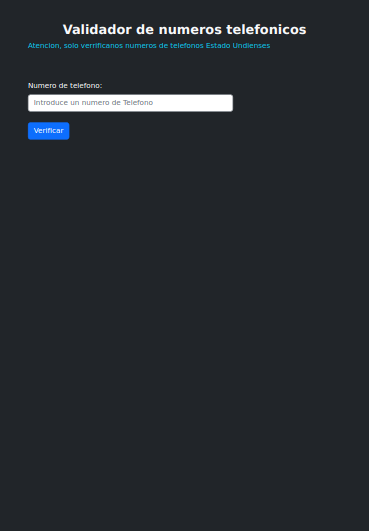 Validador de numeros telefonicos
Atencion, solo verrificanos numeros de telefonos Estado Undienses
Numero de telefono:
Introduce un numero de Telefono
Verificar